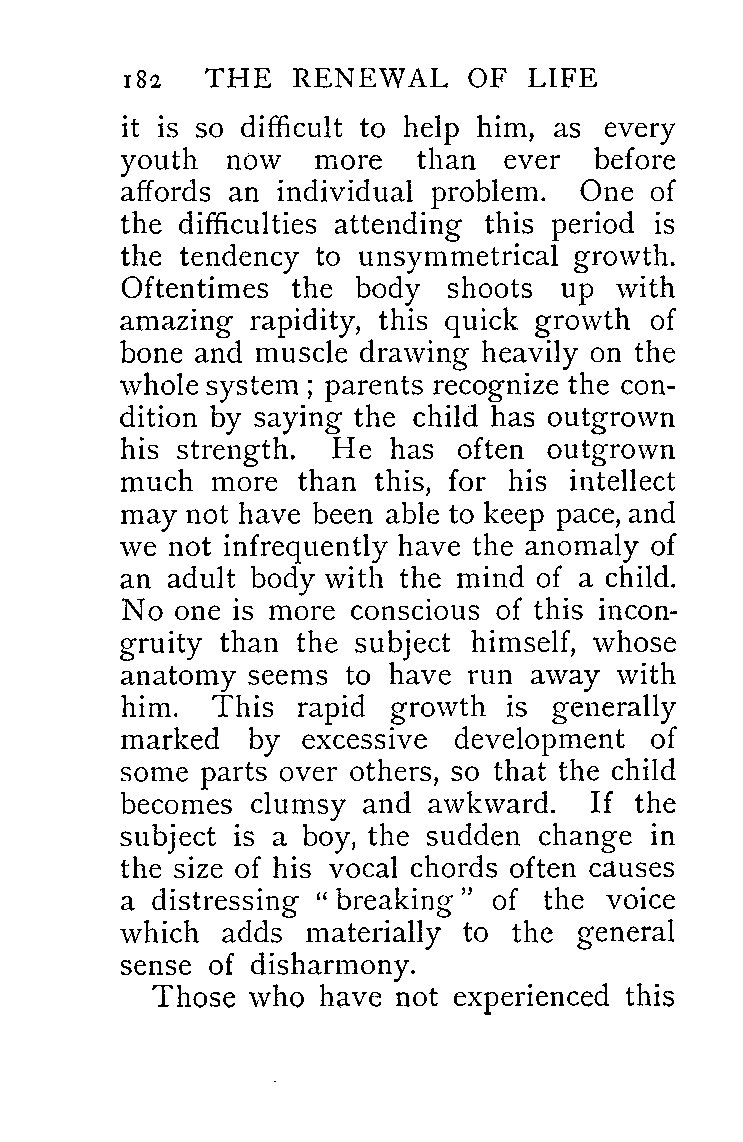 182 THE RENEWAL OF LIFE
it is so difficult to help him, as every
youth now more than ever before
affords an individual problem. One of
the difficulties attending this period is
the tendency to unsymmetrical growth.
Oftentimes the body shoots up with
amazing rapidity, this quick growth of
bone and muscle drawing heavily on the
whole system ; parents recognize the con-
dition by saying the child has outgrown
his strength. He has often outgrown
much more than this, for his intellect
may not have been able to keep pace, and
we not infrequently have the anomaly of
an adult body with the mind of a child.
No one is more conscious of this incon-
gruity than the subject himself, whose
anatomy seems to have run away with
him. This rapid growth is generally
marked by excessive development of
some parts over others, so that the child
becomes clumsy and awkward. If the
subject is a boy, the sudden change in
the size of his vocal chords often causes
a distressing “ breaking ” of the voice
which adds materially to the general
sense of disharmony.
Those who have not experienced this